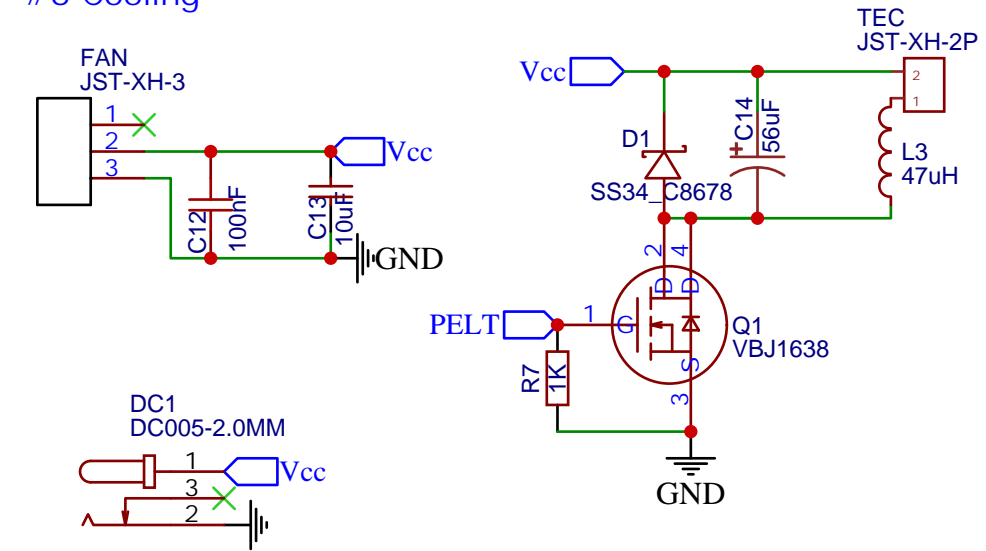 FAN
JST-XH-3
1
2
3
Vcc
C12
100nF
C13
10uF
GND
DC1
DC005-2.0MM
1
3
2
Vcc
TEC
JST-XH-2P
Vcc
2
1
D1
SS34_C8678
+
C14
56uF
L3
47uH
2
4
D
D
PELT
1
G
S
3
Q1
VBJ1638
R7
1K
GND